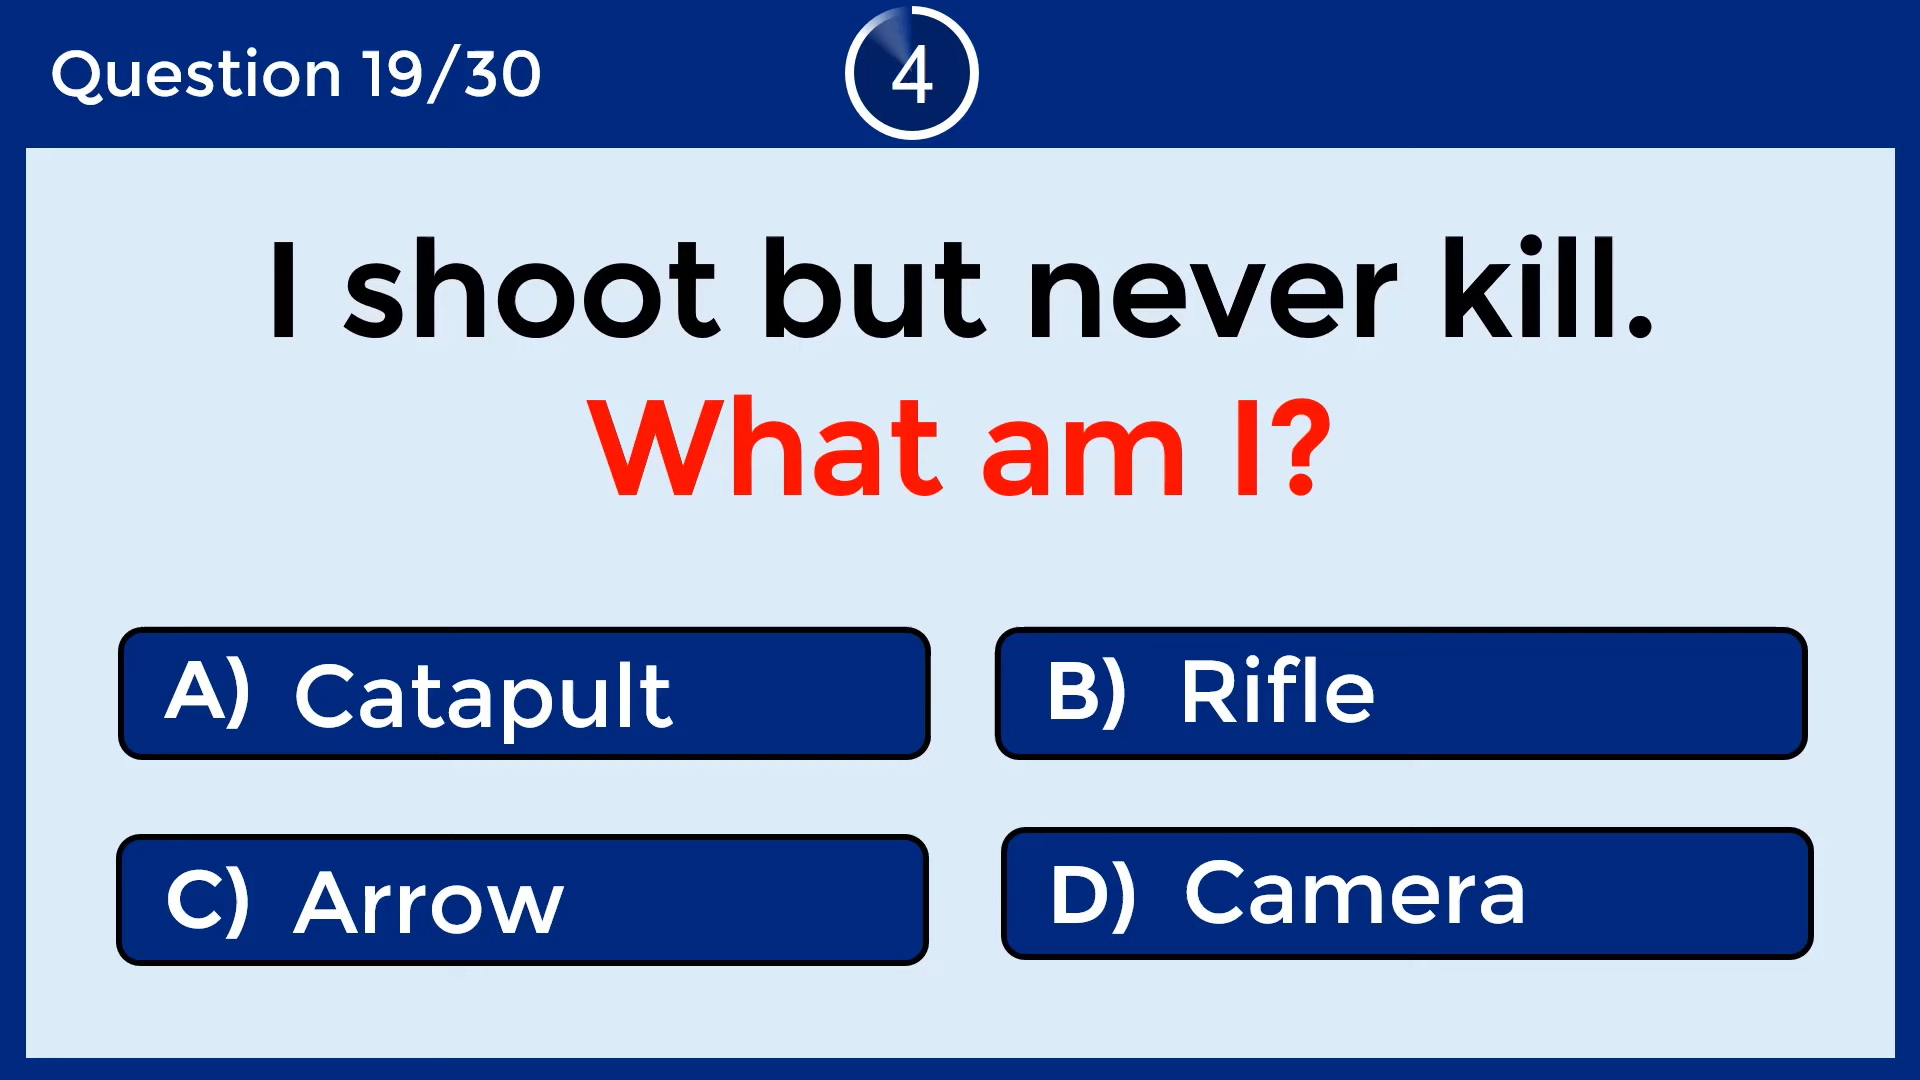 Question 19/30
4
I shoot but never kill.
What am I?
A) Catapult
B) Rifle
C) Arrow
D) Camera